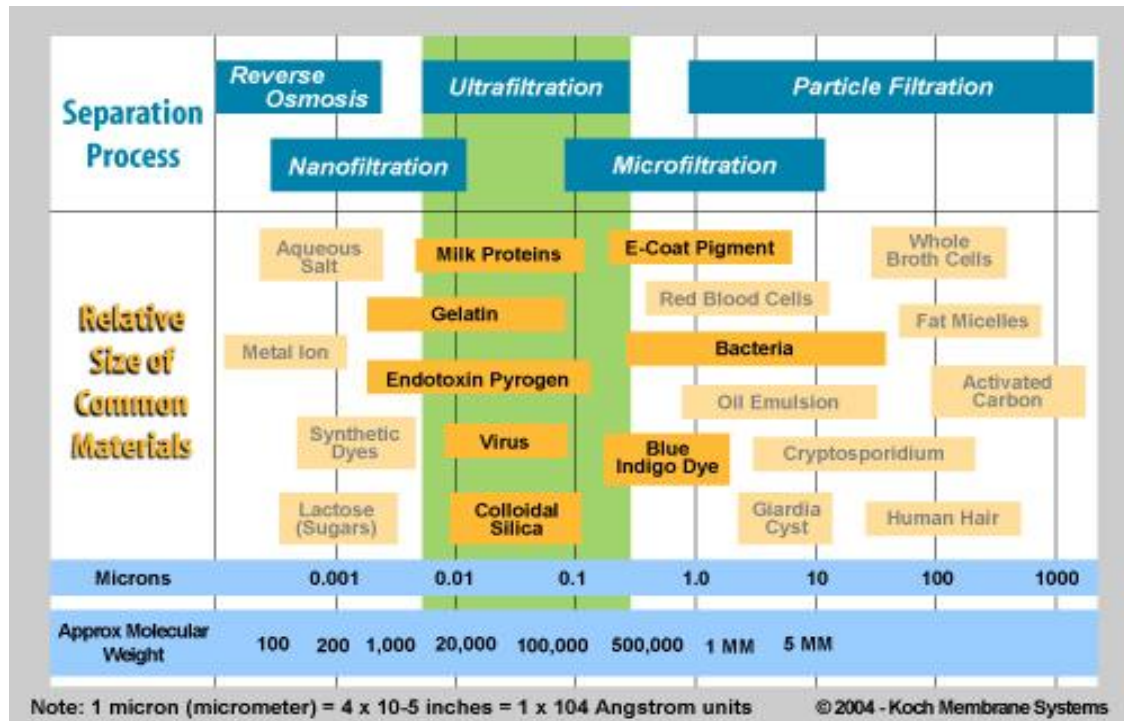 Separation
Process
Reverse
Osmosis
Ultrafiltration
Particle Filtration
Nanofiltration
Microfiltration
Relative
Size of
Common
Materials
Aqueous
Salt
Milk Proteins
E-Coat Pigment
Whole
Broth Cells
Gelatin
Red Blood Cells
Fat Micelles
Metal Ion
Bacteria
Endotoxin Pyrogen
Oil Emulsion
Activated
Carbon
Synthetic
Dyes
Virus
Blue
Indigo Dye
Cryptosporidium
Lactose
(Sugars)
Colloidal
Silica
Giardia
Cyst
Human Hair
Microns 0.001 0.01 0.1 1.0 10 100 1000
Approx Molecular
Weight
100 200 1,000 20,000 100,000 500,000 1 MM 5 MM
Note: 1 micron (micrometer) = 4 x 10-5 inches = 1 x 104 Angstrom units
© 2004 - Koch Membrane Systems